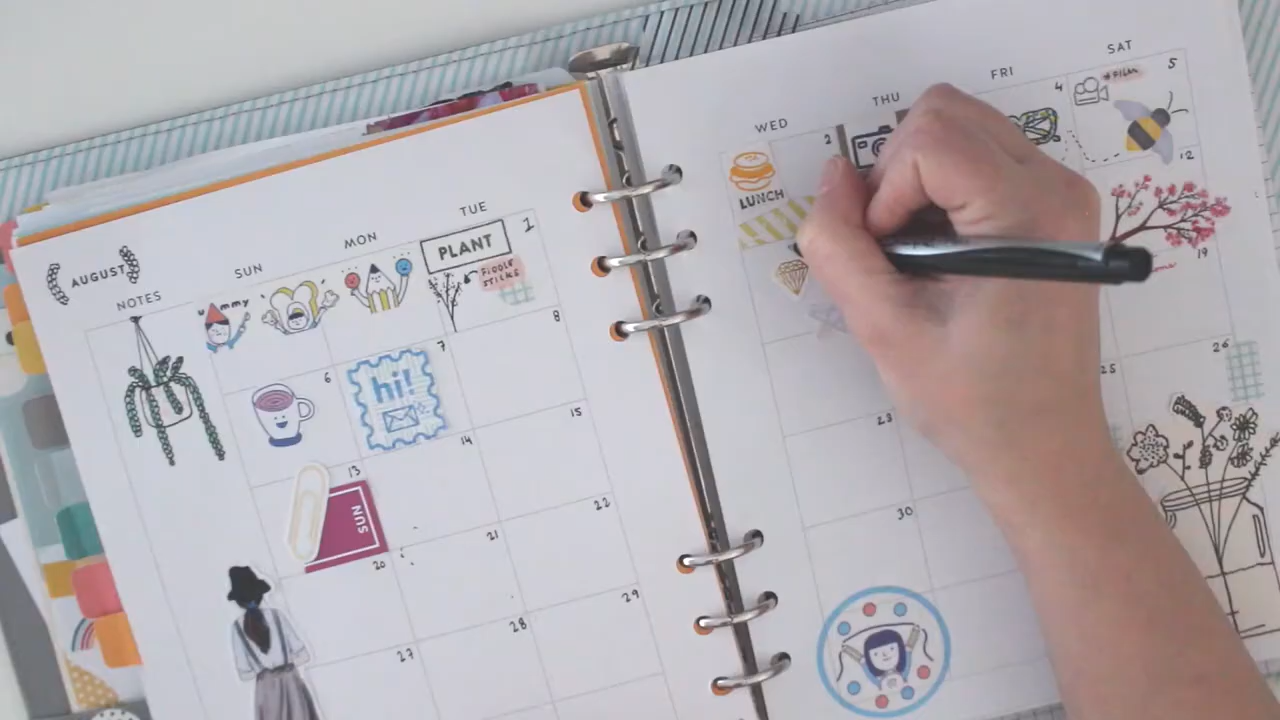 AUGUST
NOTES
SUN
MON
TUE
WED
THU
FRI
SAT
PLANT
1
FIDDLE
STICKS
LUNCH
2
4
* FILM
5
6
7
hi!
8
12
13
SUN
14
15
19
20
21
22
23
25
26
27
28
29
30